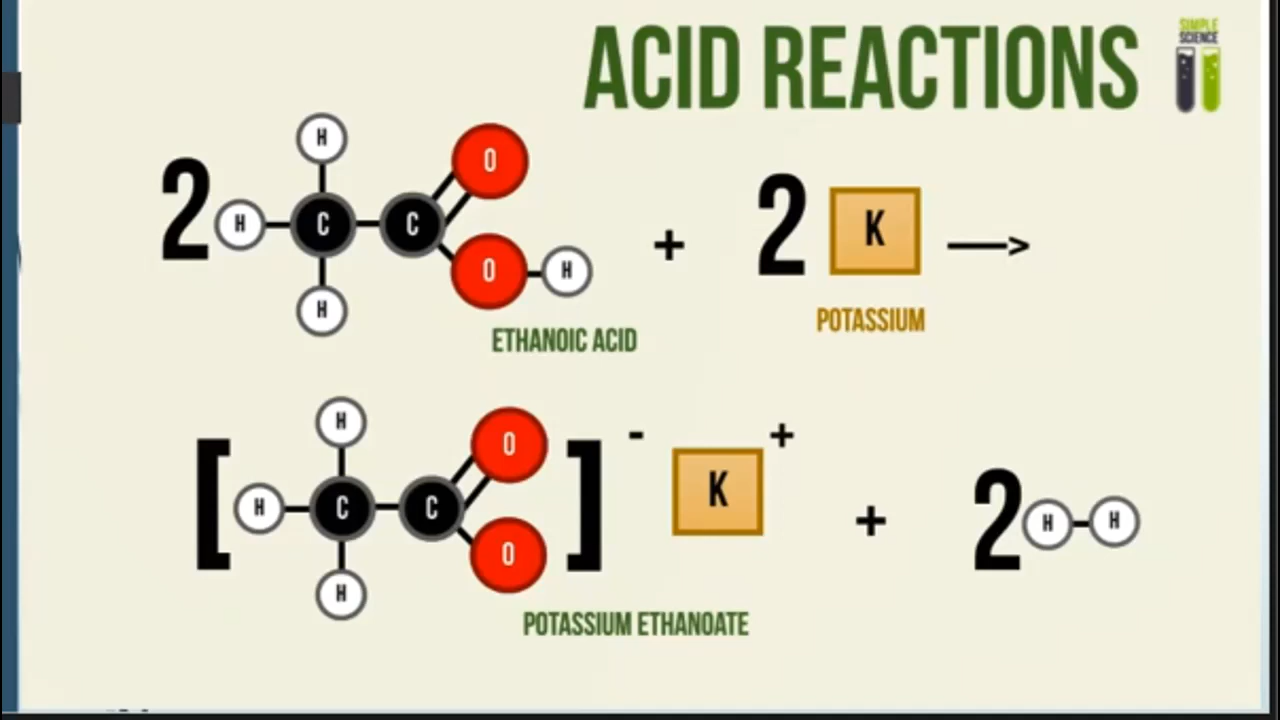 ACID REACTIONS
SIMPLE
SCIENCE
H
O
2 H C C + 2 K —>
O H
H
POTASSIUM
ETHANOIC ACID
H - +
O
[ H C C ] K + 2 H-H
O
H
POTASSIUM ETHANOATE